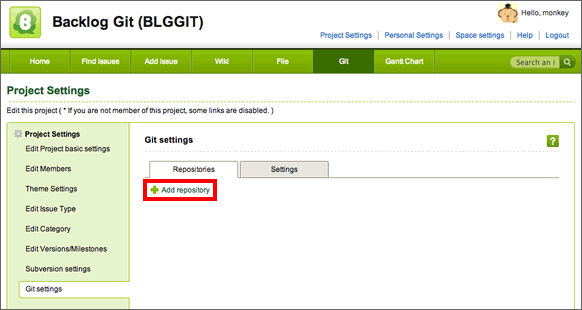 Backlog Git (BLGGIT)
Hello, monkey
Project Settings | Personal Settings | Space settings | Help | Logout
Home Find issues Add issue Wiki File Git Gantt Chart Search an i
Project Settings
Edit this project ( * If you are not member of this project, some links are disabled. )
Project Settings
Edit Project basic settings
Edit Members
Theme Settings
Edit Issue Type
Edit Category
Edit Versions/Milestones
Subversion settings
Git settings
Git settings
?
Repositories Settings
Add repository